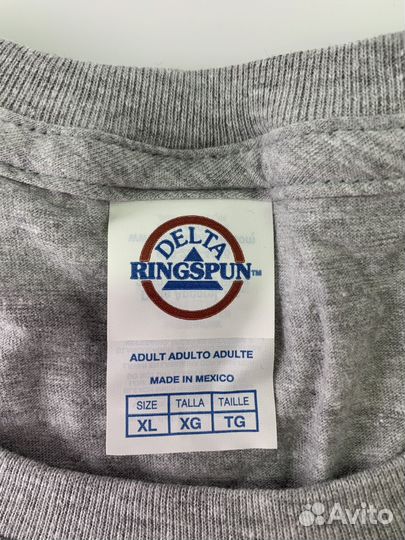 DELTA
RINGSPUN™
ADULT ADULTO ADULTE
MADE IN MEXICO
SIZE TALLA TAILLE
XL XG TG
Avito